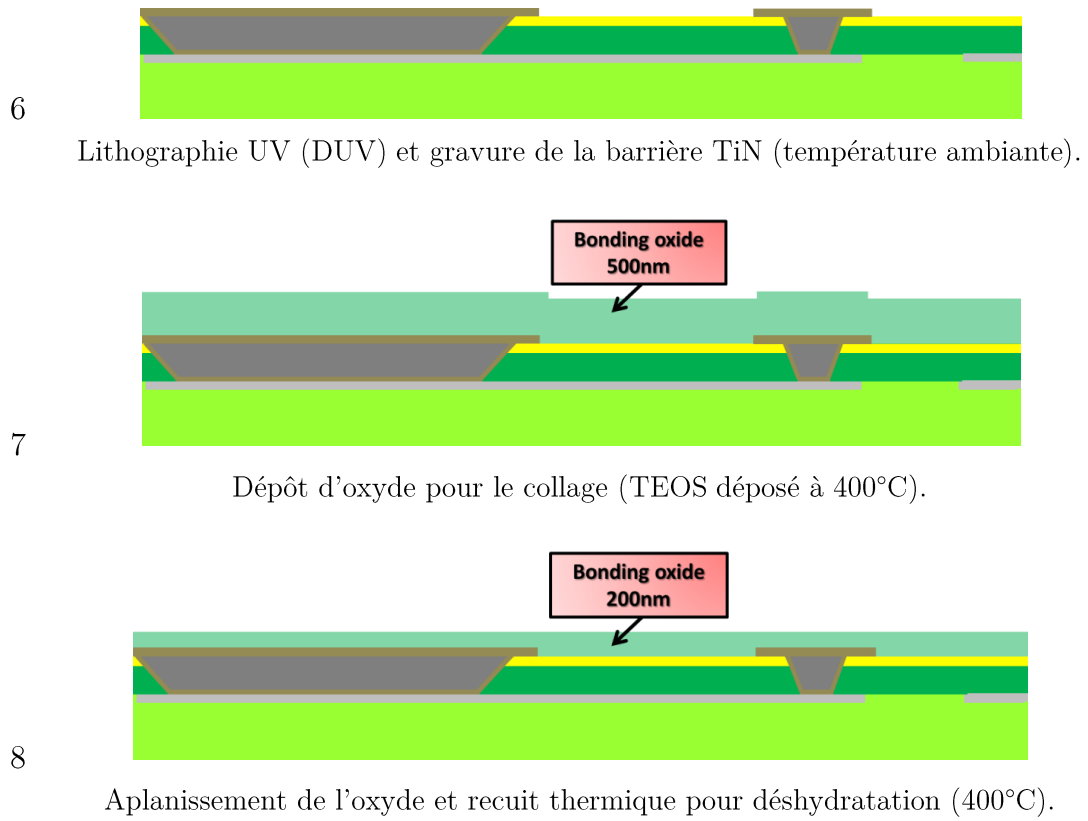 6
Lithographie UV (DUV) et gravure de la barrière TiN (température ambiante).
Bonding oxide
500nm
7
Dépôt d'oxyde pour le collage (TEOS déposé à 400°C).
Bonding oxide
200nm
8
Aplanissement de l'oxyde et recuit thermique pour déshydratation (400°C).